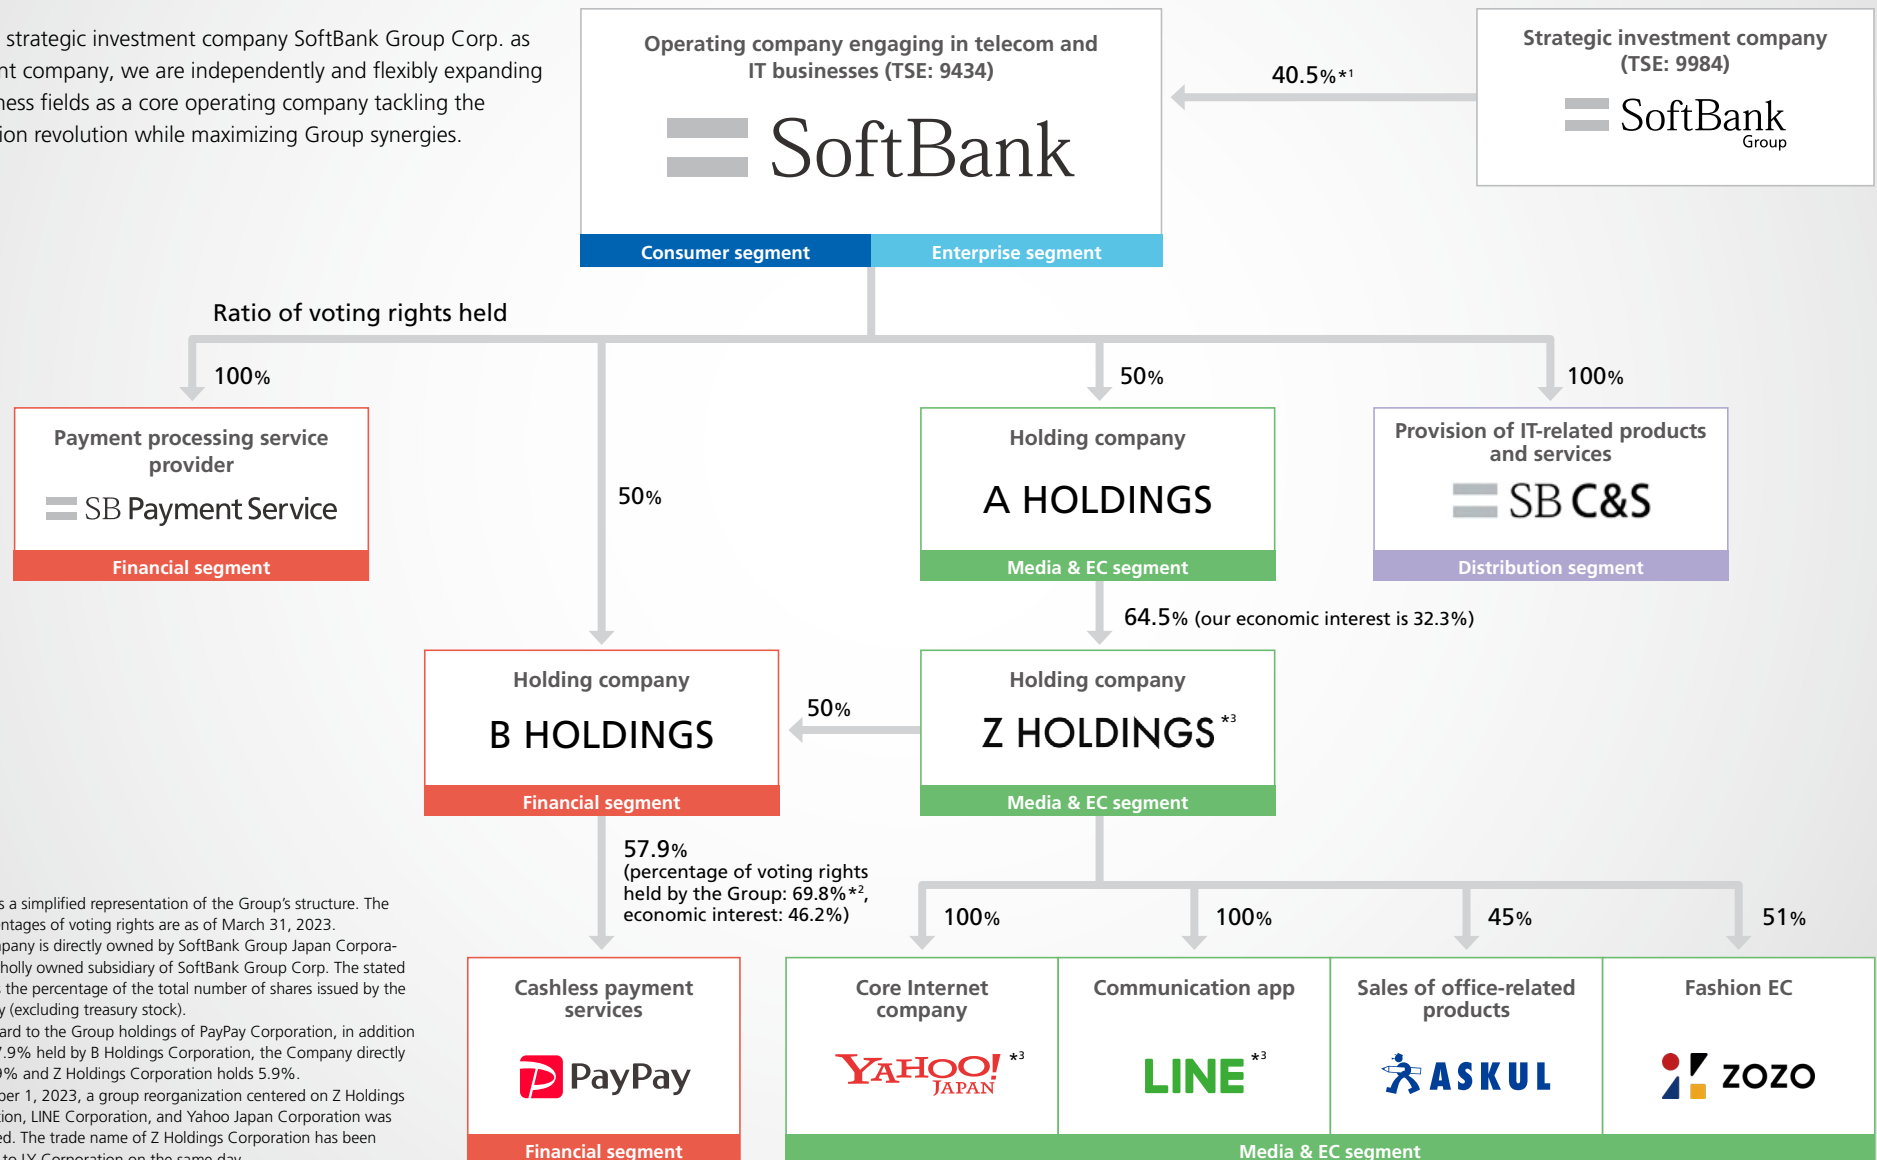 strategic investment company SoftBank Group Corp. as
company, we are independently and flexibly expanding
fields as a core operating company tackling the
revolution while maximizing Group synergies.
Operating company engaging in telecom and
IT businesses (TSE: 9434)
SoftBank
Consumer segment
Enterprise segment
40.5%*1
Strategic investment company
(TSE: 9984)
SoftBank
Group
Ratio of voting rights held
100%
50%
50%
100%
Payment processing service
provider
SB Payment Service
Financial segment
Holding company
A HOLDINGS
Media & EC segment
Provision of IT-related products
and services
SB C&S
Distribution segment
64.5% (our economic interest is 32.3%)
Holding company
B HOLDINGS
Financial segment
50%
Holding company
Z HOLDINGS*3
Media & EC segment
57.9%
(percentage of voting rights
held by the Group: 69.8%*2,
economic interest: 46.2%)
100%
100%
45%
51%
Cashless payment
services
PayPay
Financial segment
Core Internet
company
YAHOO!
JAPAN
*3
Communication app
LINE*3
Sales of office-related
products
ASKUL
Fashion EC
ZOZO
Media & EC segment
a simplified representation of the Group's structure. The
of voting rights are as of March 31, 2023.
is directly owned by SoftBank Group Japan Corpora-
owned subsidiary of SoftBank Group Corp. The stated
the percentage of the total number of shares issued by the
(excluding treasury stock).
to the Group holdings of PayPay Corporation, in addition
held by B Holdings Corporation, the Company directly
and Z Holdings Corporation holds 5.9%.
1, 2023, a group reorganization centered on Z Holdings
LINE Corporation, and Yahoo Japan Corporation was
The trade name of Z Holdings Corporation has been
to LY Corporation on the same day.